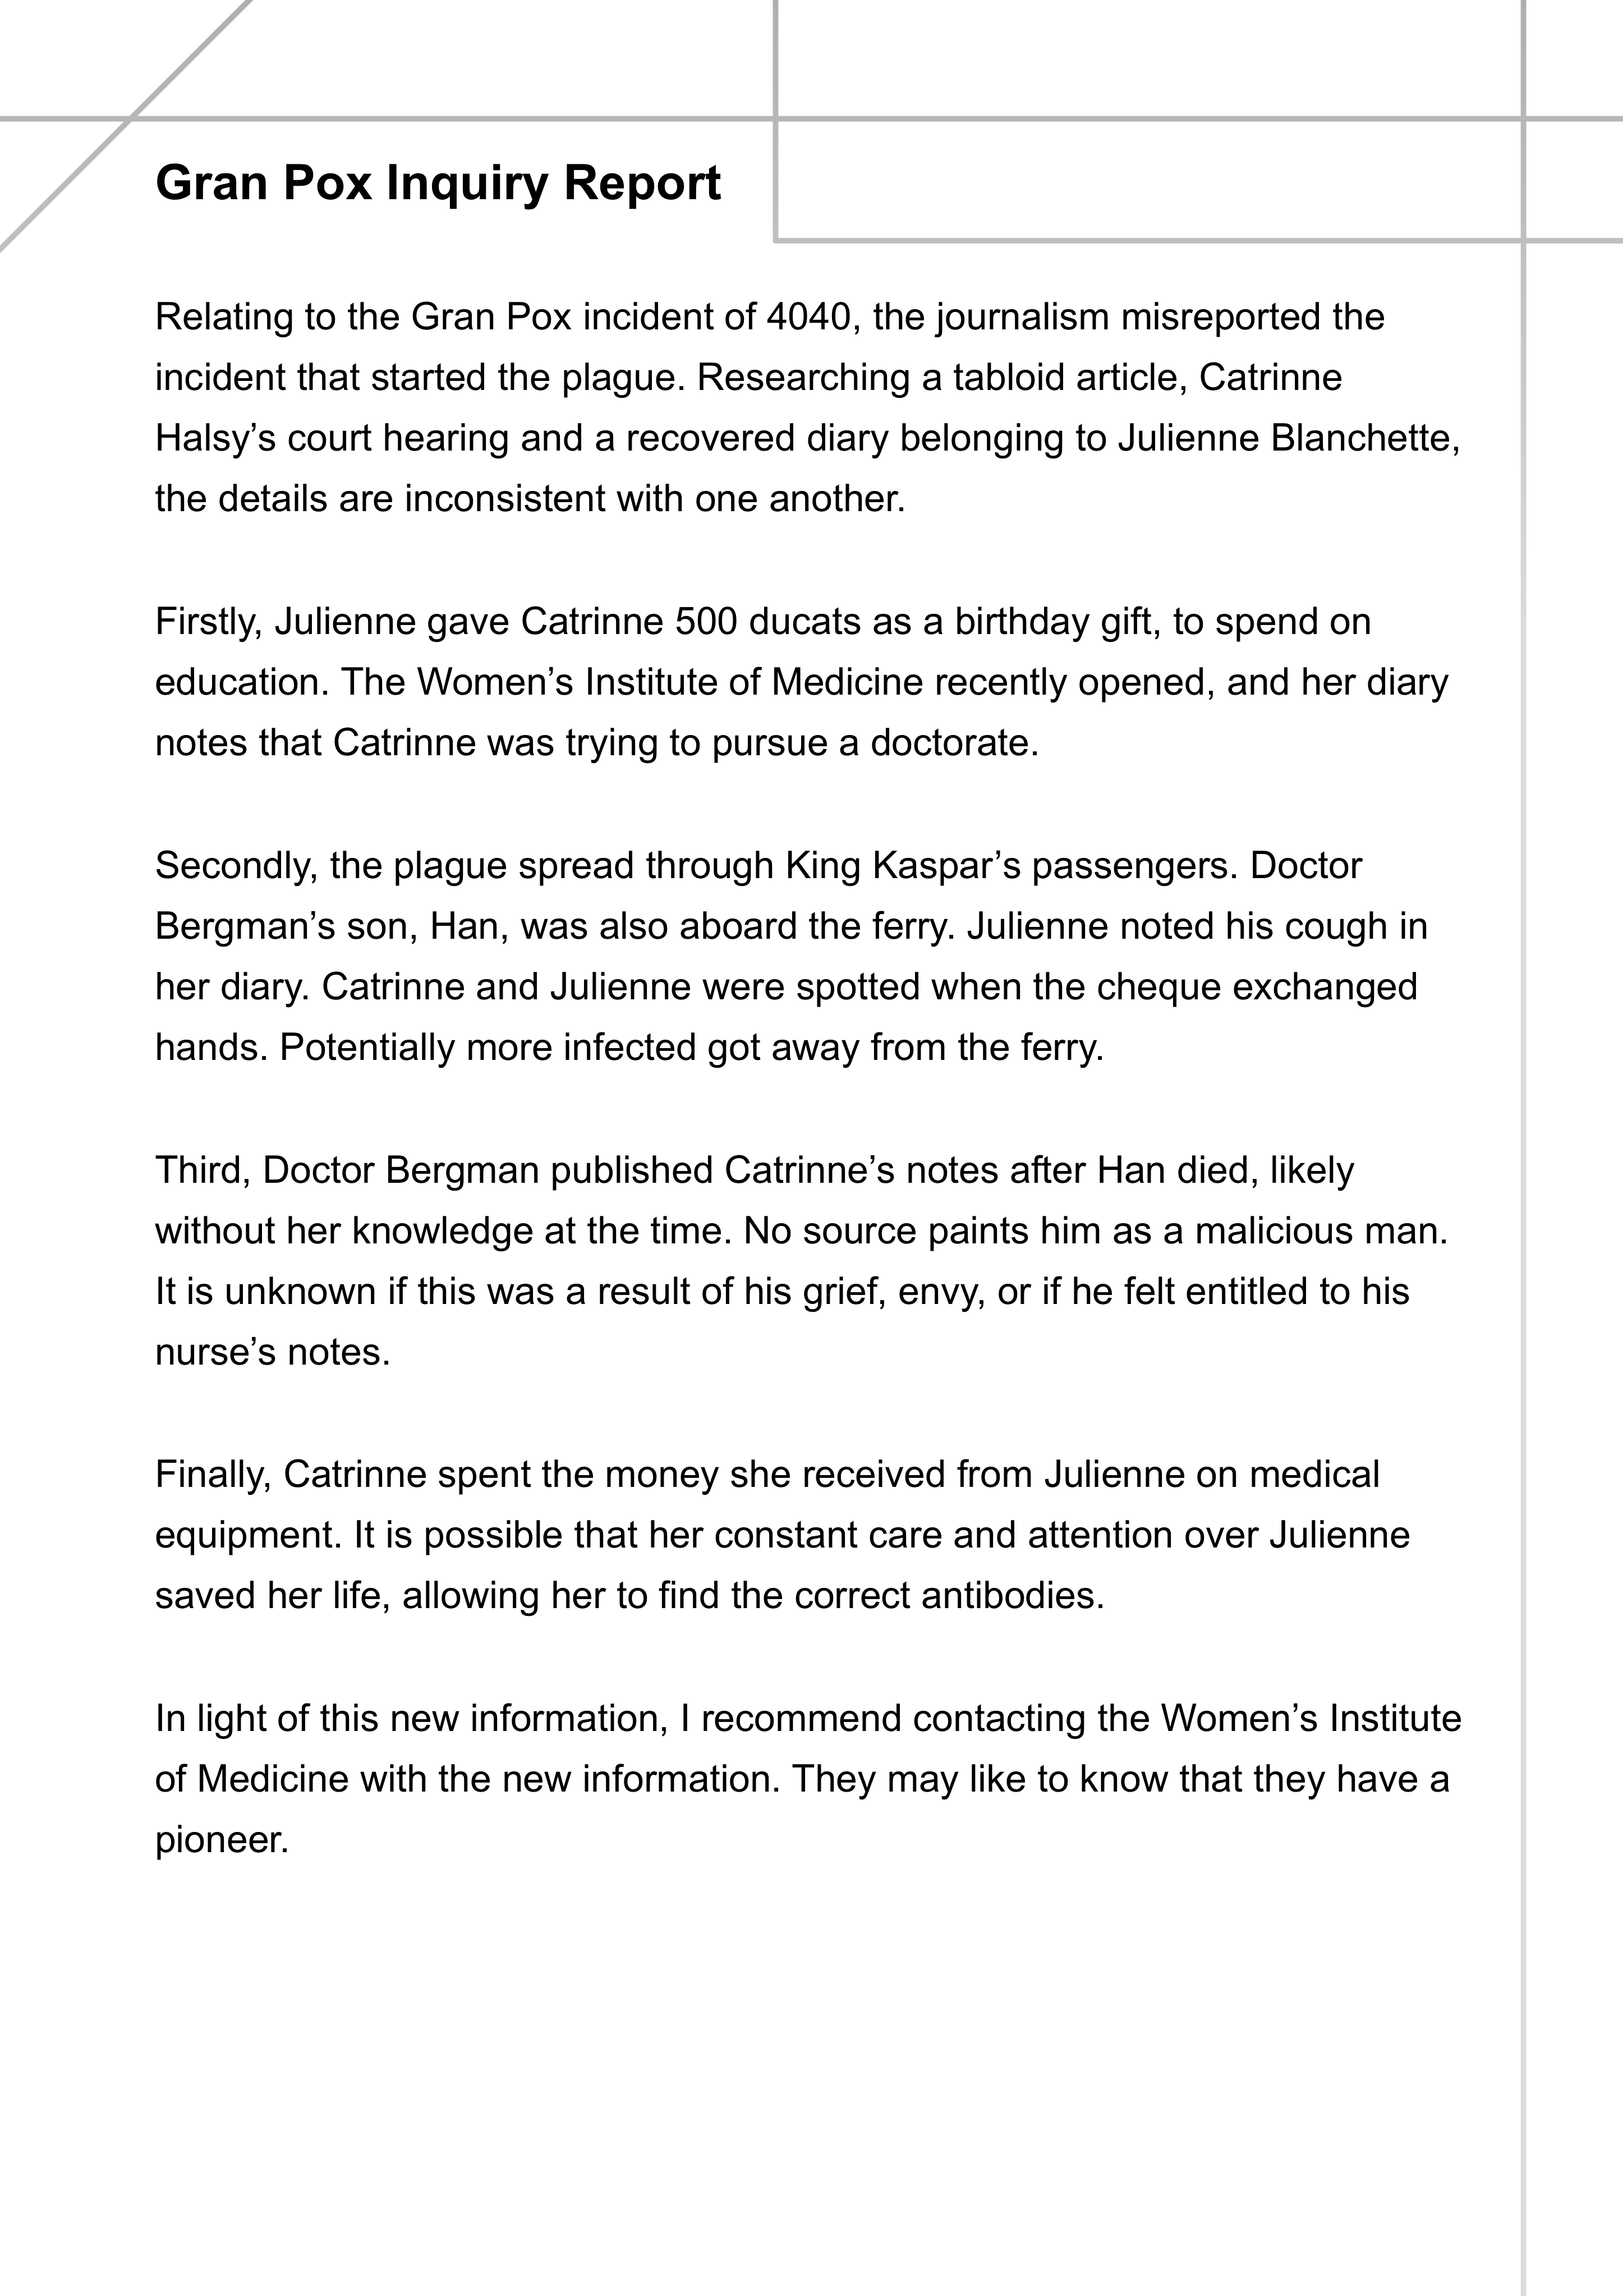 Gran Pox Inquiry Report
Relating to the Gran Pox incident of 4040, the journalism misreported the
incident that started the plague. Researching a tabloid article, Catrinne
Halsy’s court hearing and a recovered diary belonging to Julienne Blanchette,
the details are inconsistent with one another.
Firstly, Julienne gave Catrinne 500 ducats as a birthday gift, to spend on
education. The Women’s Institute of Medicine recently opened, and her diary
notes that Catrinne was trying to pursue a doctorate.
Secondly, the plague spread through King Kaspar’s passengers. Doctor
Bergman’s son, Han, was also aboard the ferry. Julienne noted his cough in
her diary. Catrinne and Julienne were spotted when the cheque exchanged
hands. Potentially more infected got away from the ferry.
Third, Doctor Bergman published Catrinne’s notes after Han died, likely
without her knowledge at the time. No source paints him as a malicious man.
It is unknown if this was a result of his grief, envy, or if he felt entitled to his
nurse’s notes.
Finally, Catrinne spent the money she received from Julienne on medical
equipment. It is possible that her constant care and attention over Julienne
saved her life, allowing her to find the correct antibodies.
In light of this new information, I recommend contacting the Women’s Institute
of Medicine with the new information. They may like to know that they have a
pioneer.